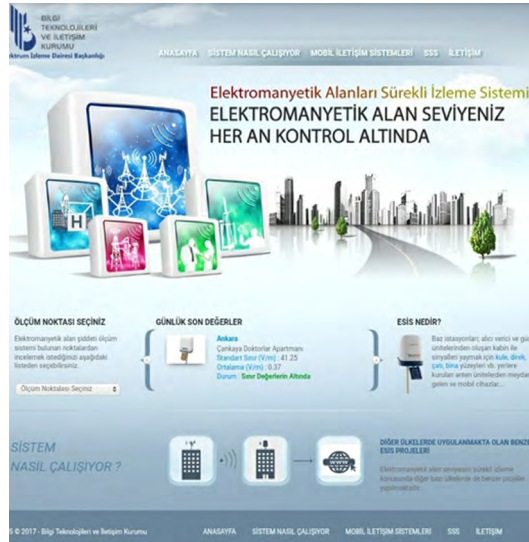 BİLGİ
TEKNOLOJİLERİ
VE İLETİŞİM
KURUMU
ektrum İzleme Dairesi Başkanlığı
ANASAYFA SİSTEM NASIL ÇALIŞIYOR MOBİL İLETİŞİM SİSTEMLERİ SSS İLETİŞİM
Elektromanyetik Alanları Sürekli İzleme Sistemi
ELEKTROMANYETİK ALAN SEVİYENİZ
HER AN KONTROL ALTINDA
H
ÖLÇÜM NOKTASI SEÇİNİZ
Elektromanyetik alan şiddeti ölçüm
sistemi bulunan noktalardan
incelemek istediğinizi aşağıdaki
listeden seçebilirsiniz.
Ölçüm Noktası Seçiniz
GÜNLÜK SON DEĞERLER
Ankara
Çankaya Doktorlar Apartmanı
Standart Sınır (V/m) : 41.25
Ortalama (V/m) : 0.37
Durum : Sınır Değerlerin Altında
ESİS NEDİR?
Baz istasyonları; alıcı verici ve gü
ünitelerinden oluşan kabin ile
sinyalleri yaymak için kule, direk,
çatı, bina yüzeyleri vb. yerlere
kurulan anten ünitelerden meydan
gelen ve mobil cihazlar...
SİSTEM
NASIL ÇALIŞIYOR ?
www
DİĞER ÜLKELERDE UYGULANMAKTA OLAN BENZE
ESİS PROJELERİ
Elektromanyetik alan seviyesini sürekli izleme
konusunda diğer bazı ülkelerde de benzer projeler
yapılmaktadır.
S © 2017 - Bilgi Teknolojileri ve İletişim Kurumu
ANASAYFA SİSTEM NASIL ÇALIŞIYOR MOBİL İLETİŞİM SİSTEMLERİ SSS İLETİŞİM